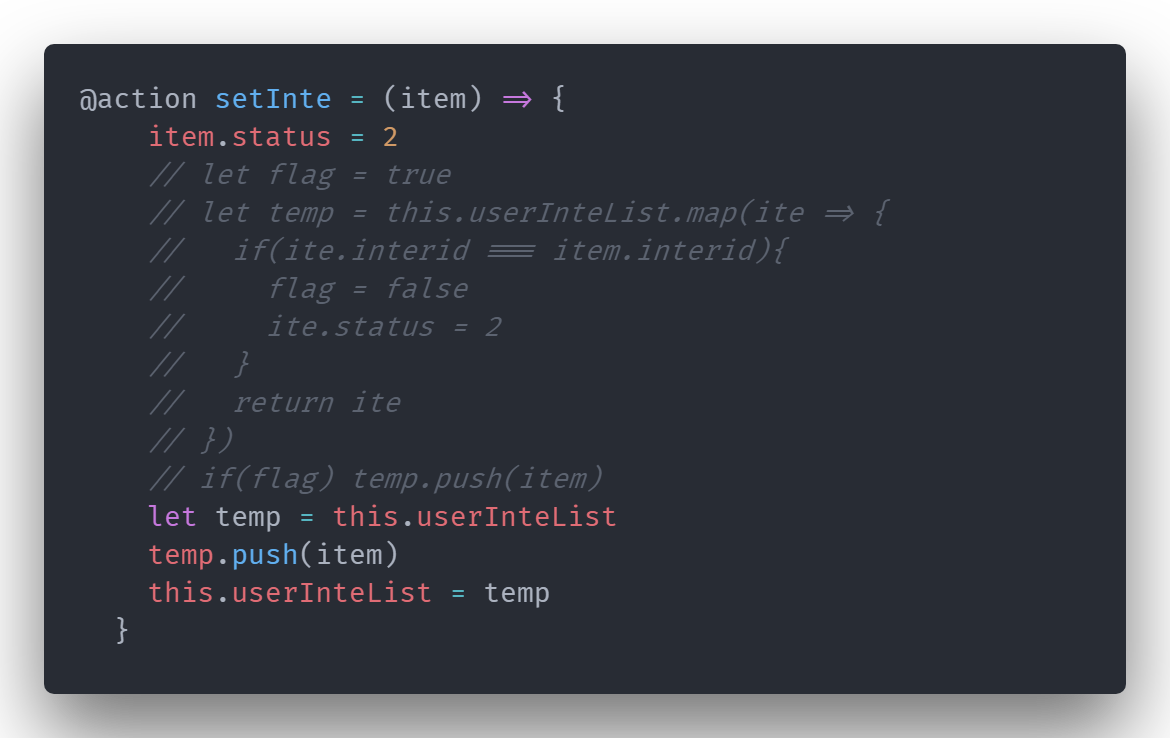 @action setInte = (item) => {
    item.status = 2
    // let flag = true
    // let temp = this.userInteList.map(ite => {
    //   if(ite.interid === item.interid){
    //     flag = false
    //     ite.status = 2
    //   }
    //   return ite
    // })
    // if(flag) temp.push(item)
    let temp = this.userInteList
    temp.push(item)
    this.userInteList = temp
  }